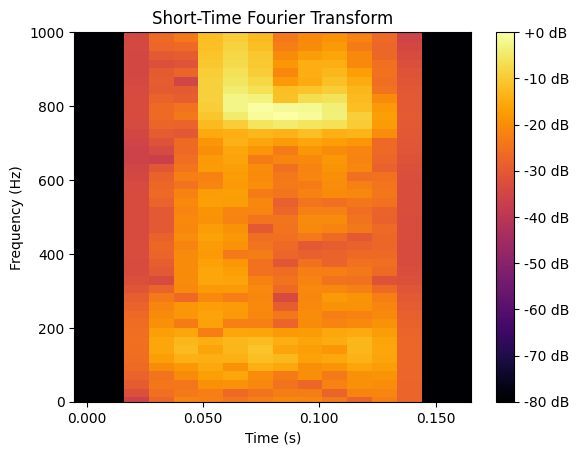 Short-Time Fourier Transform
1000
800
600
400
200
0
Frequency (Hz)
0.000
0.050
0.100
0.150
Time (s)
+0 dB
-10 dB
-20 dB
-30 dB
-40 dB
-50 dB
-60 dB
-70 dB
-80 dB